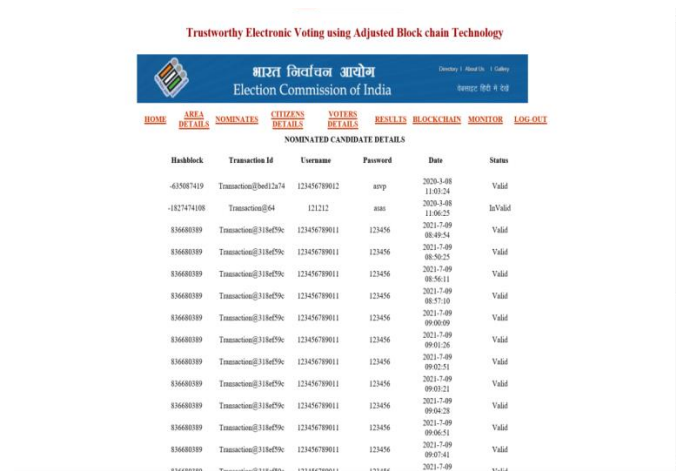 Trustworthy Electronic Voting using Adjusted Block chain Technology
भारत निर्वाचन आयोग
Election Commission of India
Directory | About Us | Gallery
वेबसाइट हिंदी में देखें
HOME AREA DETAILS NOMINATES CITIZENS DETAILS VOTERS DETAILS RESULTS BLOCKCHAIN MONITOR LOG-OUT
NOMINATED CANDIDATE DETAILS
Hashblock Transaction Id Username Password Date Status
-635087419 Transaction@bed12a74 123456789012 asvp 2020-3-08 11:03:24 Valid
-1827474108 Transaction@64 121212 asas 2020-3-08 11:06:25 InValid
836680389 Transaction@318ef59c 123456789011 123456 2021-7-09 08:49:54 Valid
836680389 Transaction@318ef59c 123456789011 123456 2021-7-09 08:50:25 Valid
836680389 Transaction@318ef59c 123456789011 123456 2021-7-09 08:56:11 Valid
836680389 Transaction@318ef59c 123456789011 123456 2021-7-09 08:57:10 Valid
836680389 Transaction@318ef59c 123456789011 123456 2021-7-09 09:00:09 Valid
836680389 Transaction@318ef59c 123456789011 123456 2021-7-09 09:01:26 Valid
836680389 Transaction@318ef59c 123456789011 123456 2021-7-09 09:02:51 Valid
836680389 Transaction@318ef59c 123456789011 123456 2021-7-09 09:03:21 Valid
836680389 Transaction@318ef59c 123456789011 123456 2021-7-09 09:04:28 Valid
836680389 Transaction@318ef59c 123456789011 123456 2021-7-09 09:06:51 Valid
836680389 Transaction@318ef59c 123456789011 123456 2021-7-09 09:07:41 Valid
2021-7-09